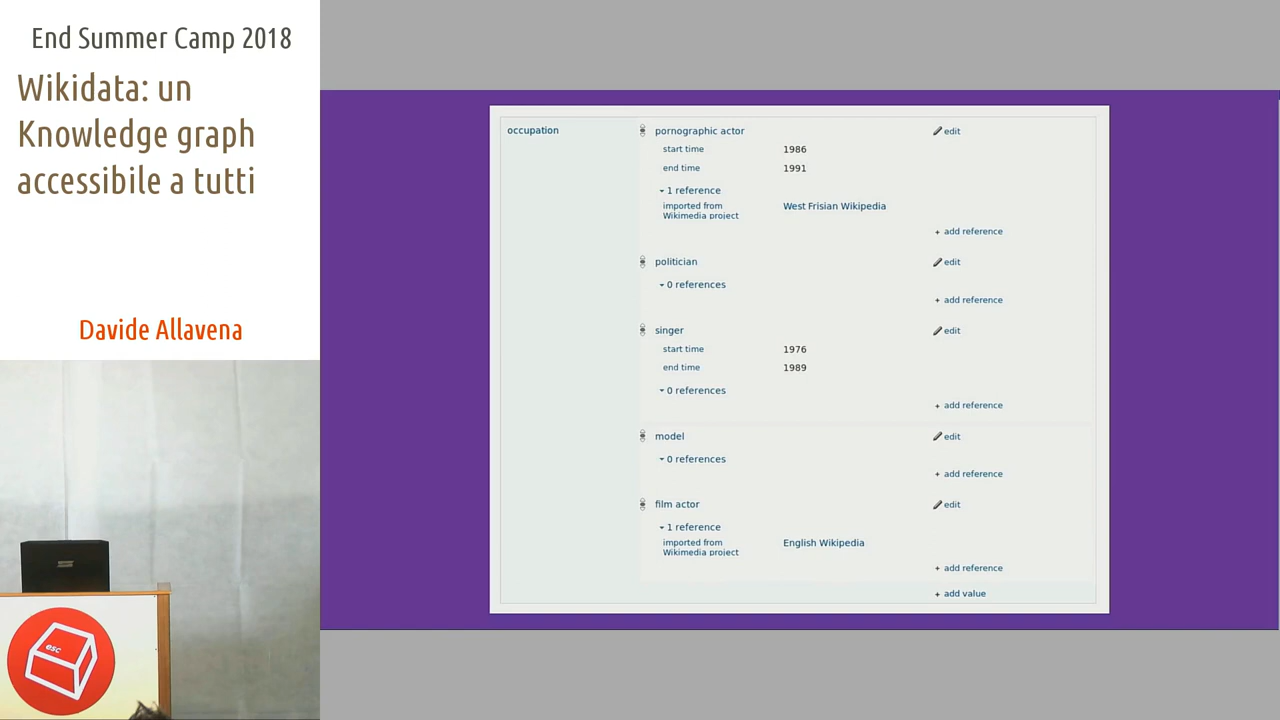 End Summer Camp 2018
Wikidata: un
Knowledge graph
accessibile a tutti
Davide Allavena
esc
occupation
pornographic actor
edit
start time 1986
end time 1991
1 reference
imported from West Frisian Wikipedia
Wikimedia project
+ add reference
politician
edit
0 references
+ add reference
singer
edit
start time 1976
end time 1989
0 references
+ add reference
model
edit
0 references
+ add reference
film actor
edit
1 reference
imported from English Wikipedia
Wikimedia project
+ add reference
+ add value